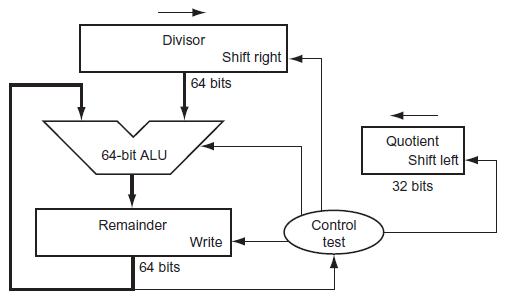 Divisor
Shift right
64 bits
64-bit ALU
Quotient
Shift left
32 bits
Remainder
Write
64 bits
Control
test